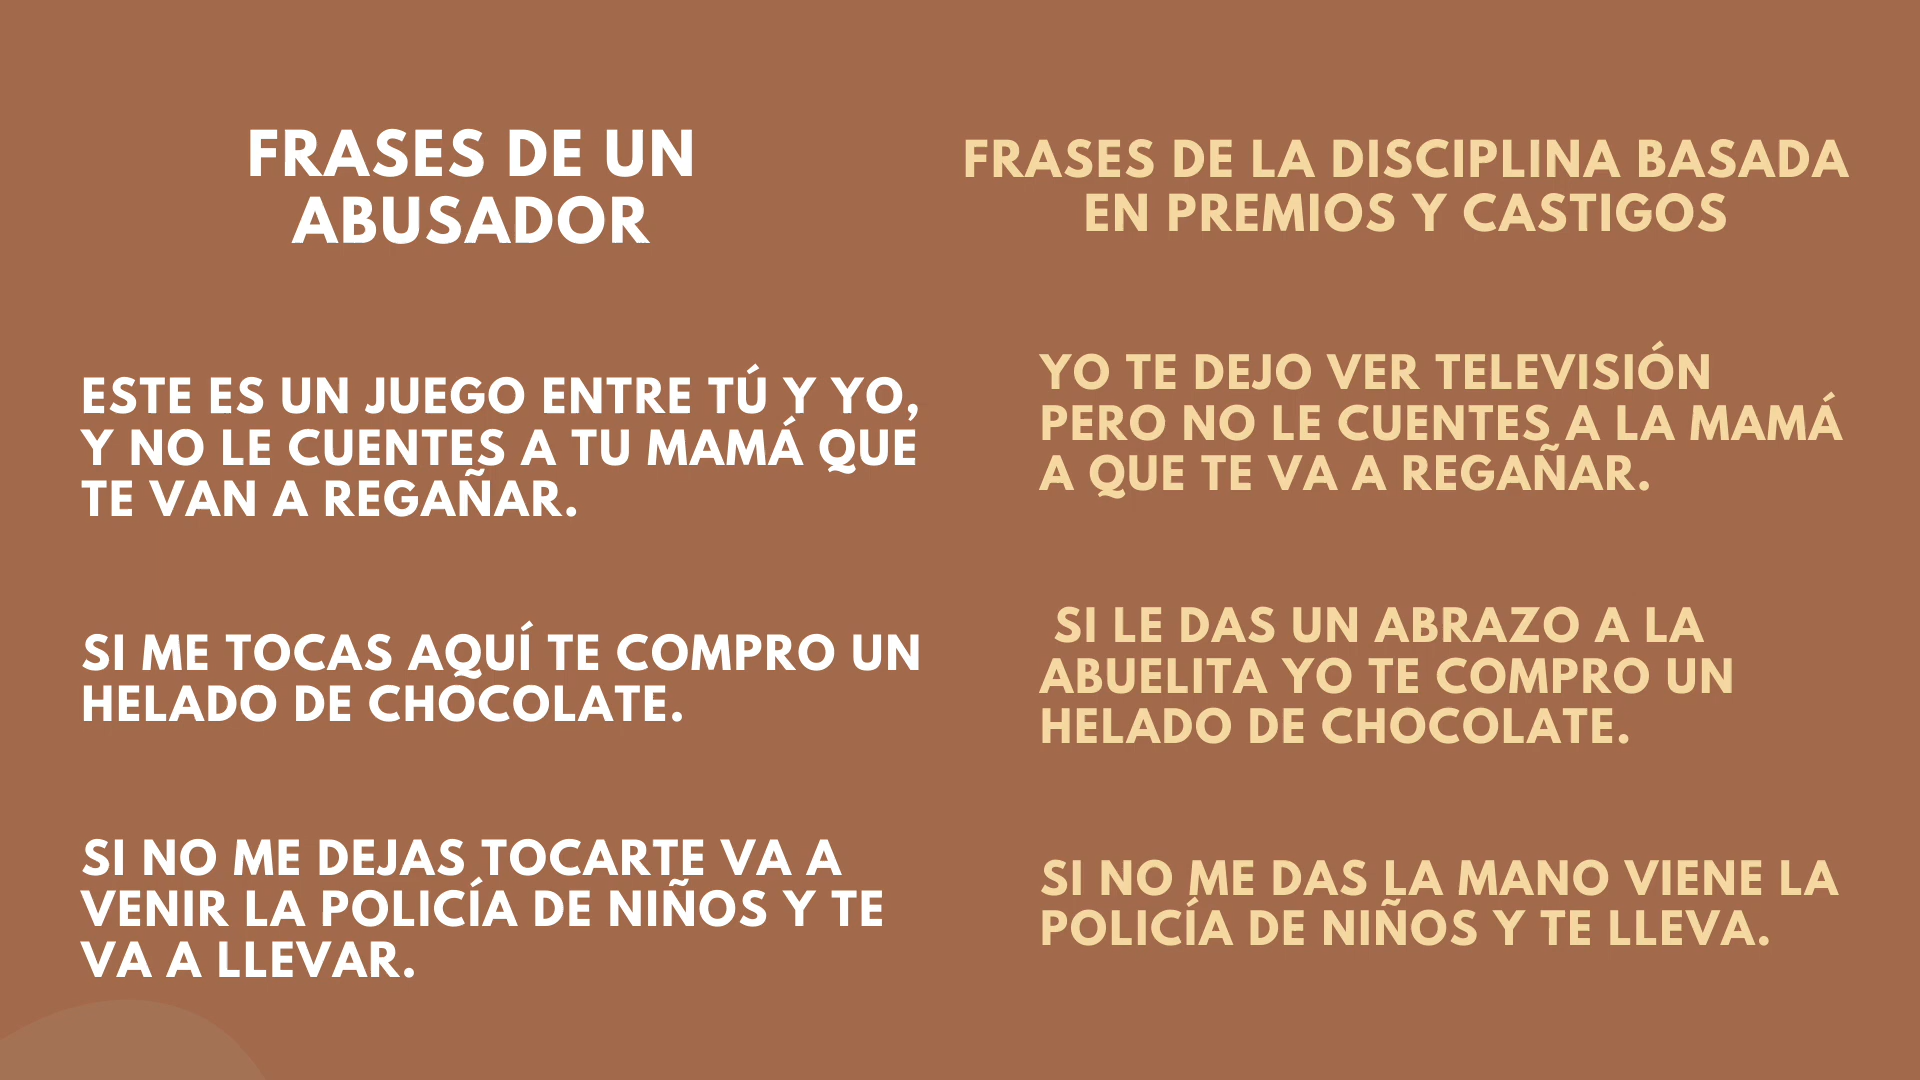 FRASES DE UN
ABUSADOR
ESTE ES UN JUEGO ENTRE TÚ Y YO,
Y NO LE CUENTES A TU MAMÁ QUE
TE VAN A REGAÑAR.
SI ME TOCAS AQUÍ TE COMPRO UN
HELADO DE CHOCOLATE.
SI NO ME DEJAS TOCARTE VA A
VENIR LA POLICÍA DE NIÑOS Y TE
VA A LLEVAR.
FRASES DE LA DISCIPLINA BASADA
EN PREMIOS Y CASTIGOS
YO TE DEJO VER TELEVISIÓN
PERO NO LE CUENTES A LA MAMÁ
A QUE TE VA A REGAÑAR.
SI LE DAS UN ABRAZO A LA
ABUELITA YO TE COMPRO UN
HELADO DE CHOCOLATE.
SI NO ME DAS LA MANO VIENE LA
POLICÍA DE NIÑOS Y TE LLEVA.